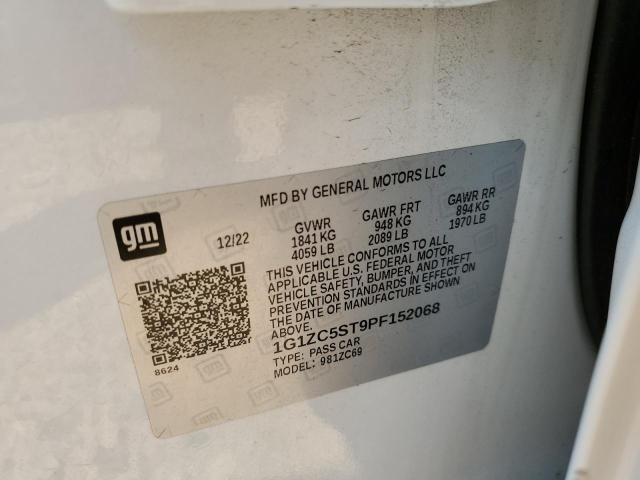 MFD BY GENERAL MOTORS LLC
gm
12/22
GVWR GAWR FRT GAWR RR
1841 KG 948 KG 894 KG
4059 LB 2089 LB 1970 LB
THIS VEHICLE CONFORMS TO ALL
APPLICABLE U.S. FEDERAL MOTOR
VEHICLE SAFETY, BUMPER, AND THEFT
PREVENTION STANDARDS IN EFFECT ON
THE DATE OF MANUFACTURE SHOWN
ABOVE.
1G1ZC5ST9PF152068
TYPE: PASS CAR
MODEL: 981ZC69
8624